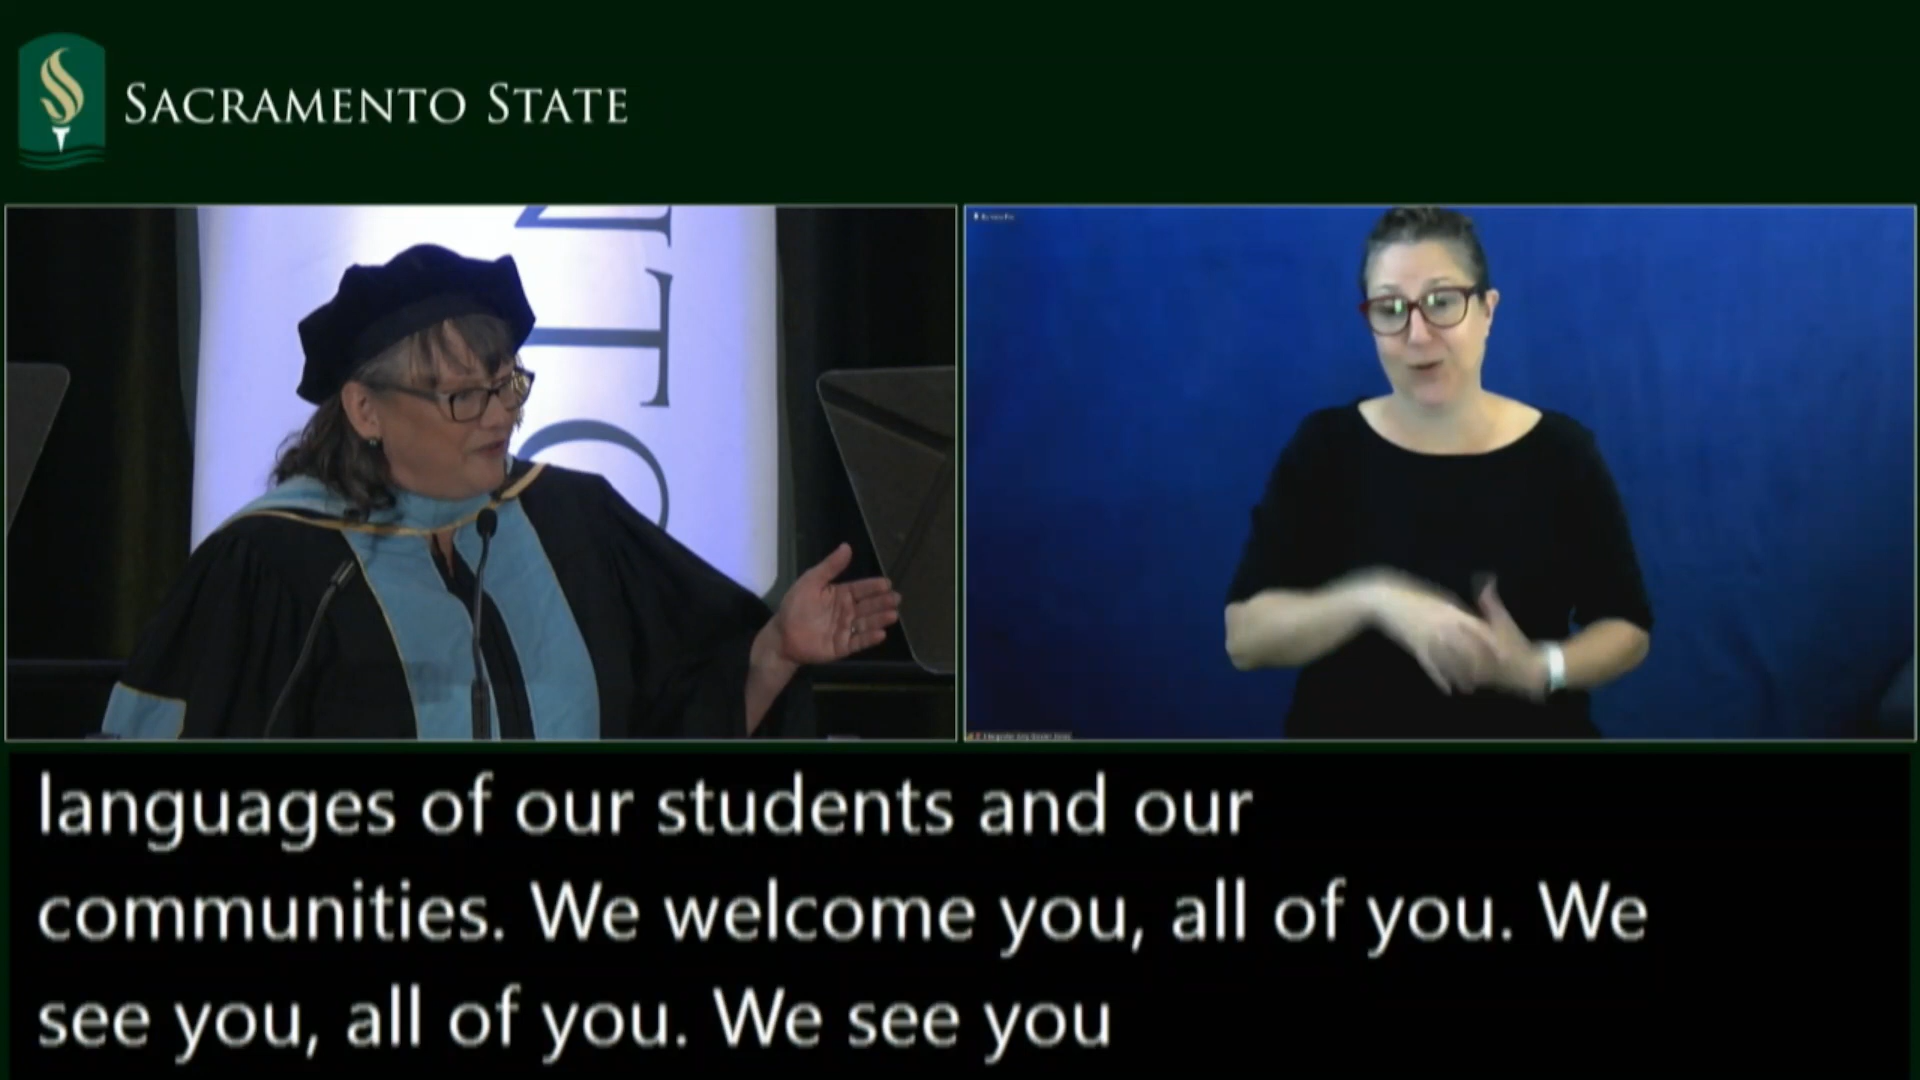 SACRAMENTO STATE
NTO
languages of our students and our
communities. We welcome you, all of you. We
see you, all of you. We see you